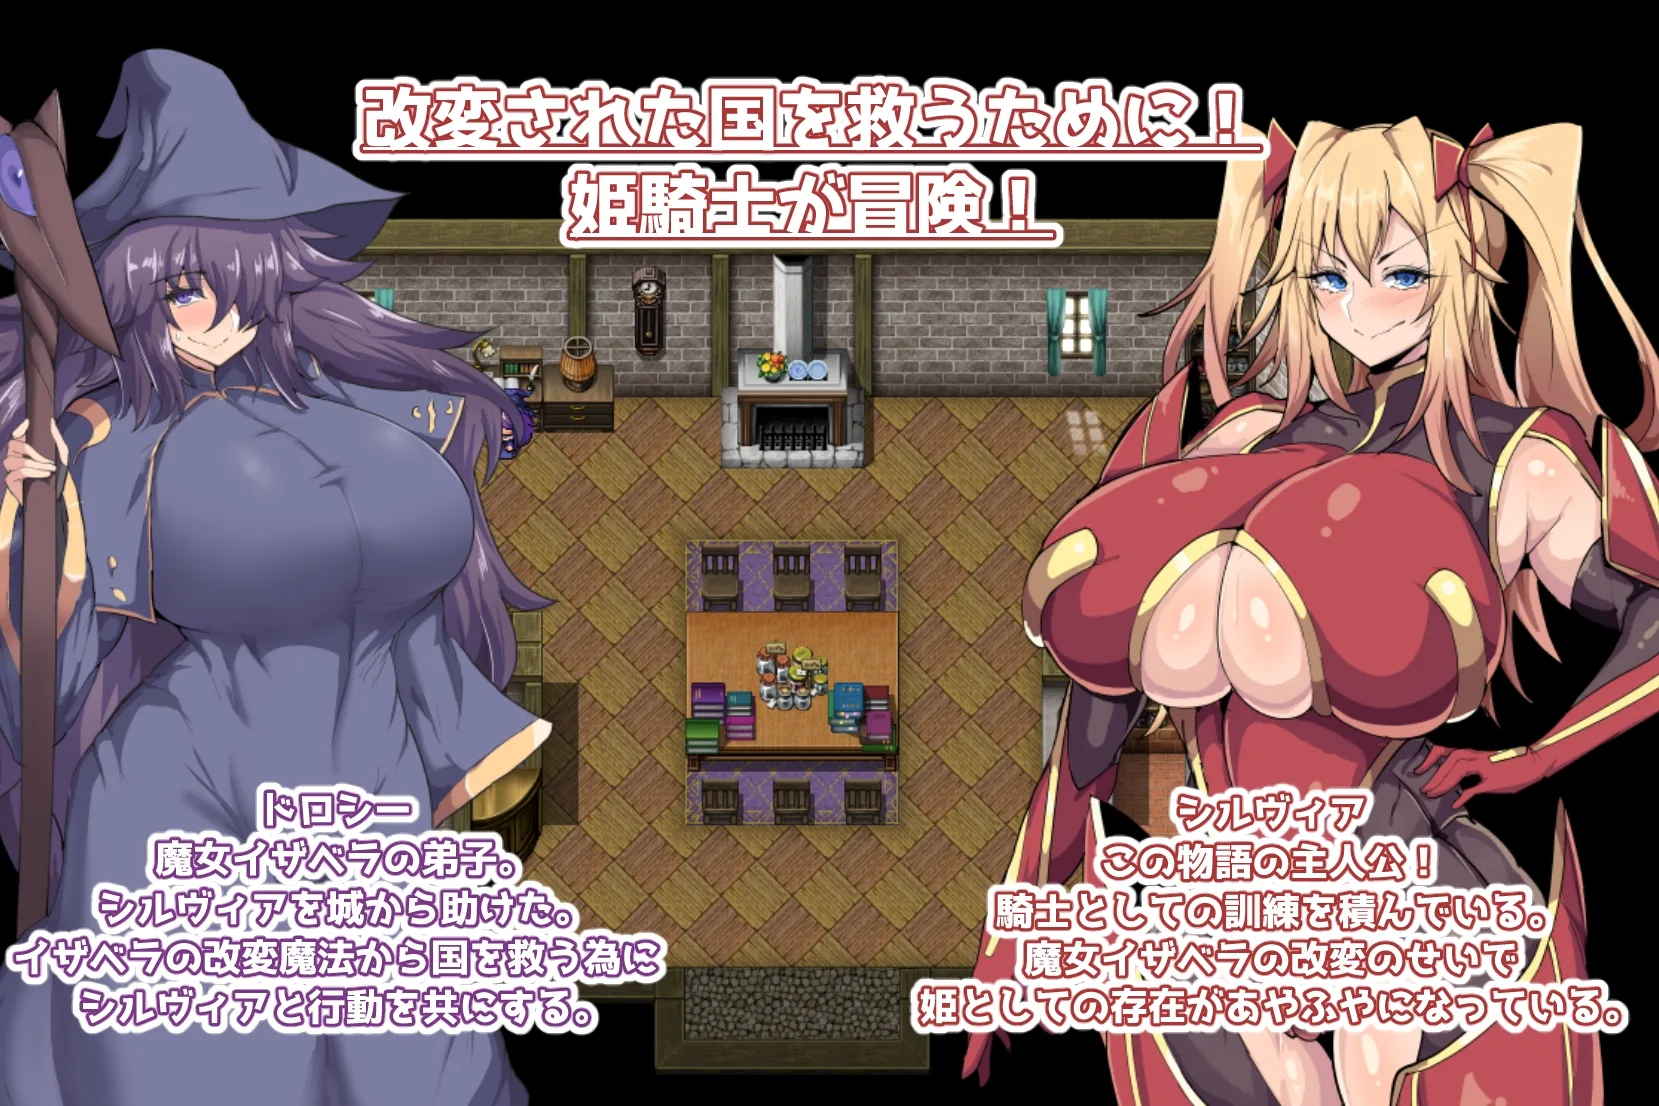 改変された国を救うために！
姫騎士が冒険！
ドロシー
魔女イザベラの弟子。
シルヴィアを城から助けた。
イザベラの改変魔法から国を救う為に
シルヴィアと行動を共にする。
シルヴィア
この物語の主人公！
騎士としての訓練を積んでいる。
魔女イザベラの改変のせいで
姫としての存在があやふやになっている。